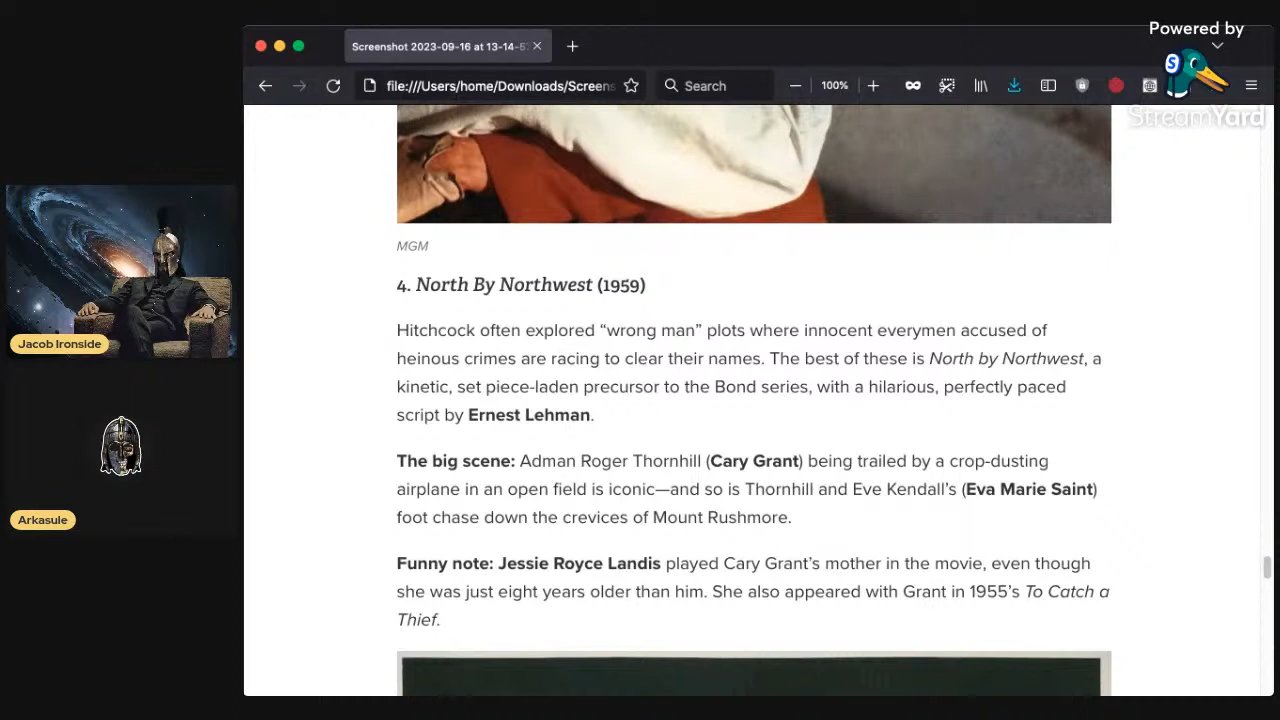 Powered by
StreamYard
Screenshot 2023-09-16 at 13-14-5
file:///Users/home/Downloads/Screens
Search
100%
MGM
4. North By Northwest (1959)
Hitchcock often explored “wrong man” plots where innocent everymen accused of
heinous crimes are racing to clear their names. The best of these is North by Northwest, a
kinetic, set piece-laden precursor to the Bond series, with a hilarious, perfectly paced
script by Ernest Lehman.
The big scene: Adman Roger Thornhill (Cary Grant) being trailed by a crop-dusting
airplane in an open field is iconic—and so is Thornhill and Eve Kendall’s (Eva Marie Saint)
foot chase down the crevices of Mount Rushmore.
Funny note: Jessie Royce Landis played Cary Grant’s mother in the movie, even though
she was just eight years older than him. She also appeared with Grant in 1955’s To Catch a
Thief.
Jacob Ironside
Arkasule